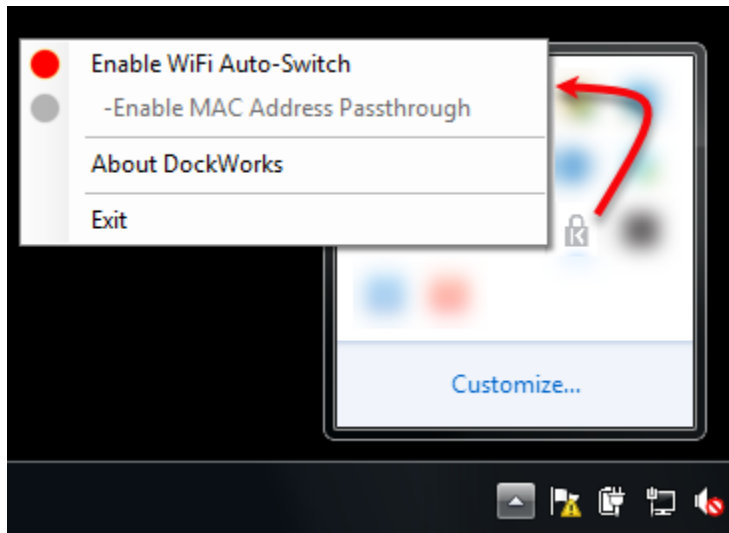 Enable WiFi Auto-Switch
-Enable MAC Address Passthrough
About DockWorks
Exit
K
Customize...